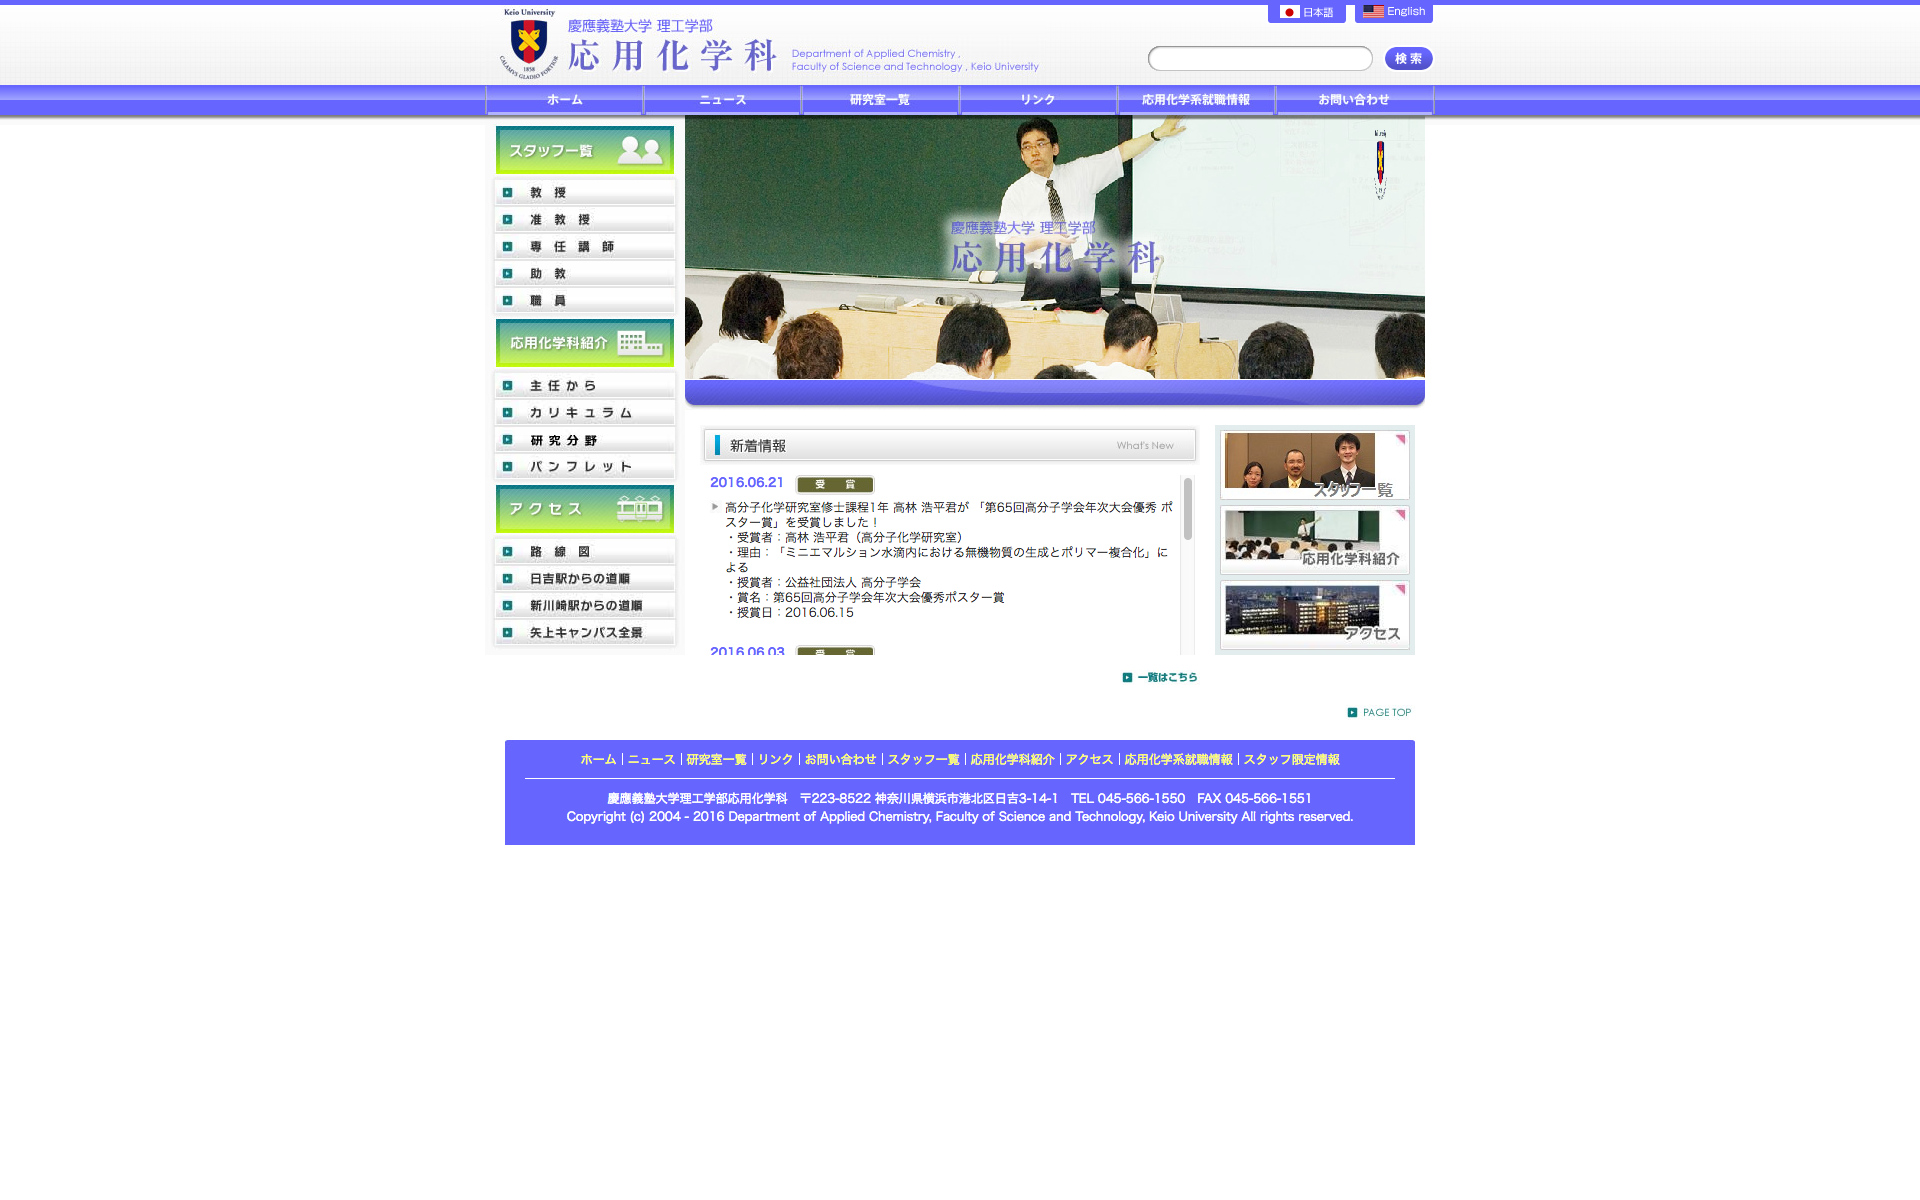 Keio University
1858
CALAMVS GLADIO FORTIOR
慶應義塾大学 理工学部
応用化学科
Department of Applied Chemistry ,
Faculty of Science and Technology , Keio University
日本語
English
検 索
ホーム
ニュース
研究室一覧
リンク
応用化学系就職情報
お問い合わせ
スタッフ一覧
教 授
准 教 授
専 任 講 師
助 教
職 員
応用化学科紹介
主 任 か ら
カ リ キ ュ ラ ム
研 究 分 野
パ ン フ レ ッ ト
ア ク セ ス
路 線 図
日吉駅からの道順
新川崎駅からの道順
矢上キャンパス全景
慶應義塾大学 理工学部
応用化学科
新着情報
What's New
2016.06.21
受 賞
高分子化学研究室修士課程1年 高林 浩平君が 「第65回高分子学会年次大会優秀 ポ
スター賞」を受賞しました！
・受賞者：高林 浩平君（高分子化学研究室）
・理由：「ミニエマルション水滴内における無機物質の生成とポリマー複合化」に
よる
・授賞者：公益社団法人 高分子学会
・賞名：第65回高分子学会年次大会優秀ポスター賞
・授賞日：2016.06.15
2016.06.03
受 賞
スタッフ一覧
応用化学科紹介
アクセス
一覧はこちら
PAGE TOP
ホーム｜ニュース｜研究室一覧｜リンク｜お問い合わせ｜スタッフ一覧｜応用化学科紹介｜アクセス｜応用化学系就職情報｜スタッフ限定情報
慶應義塾大学理工学部応用化学科　〒223-8522 神奈川県横浜市港北区日吉3-14-1　TEL 045-566-1550　FAX 045-566-1551
Copyright (c) 2004 - 2016 Department of Applied Chemistry, Faculty of Science and Technology, Keio University All rights reserved.